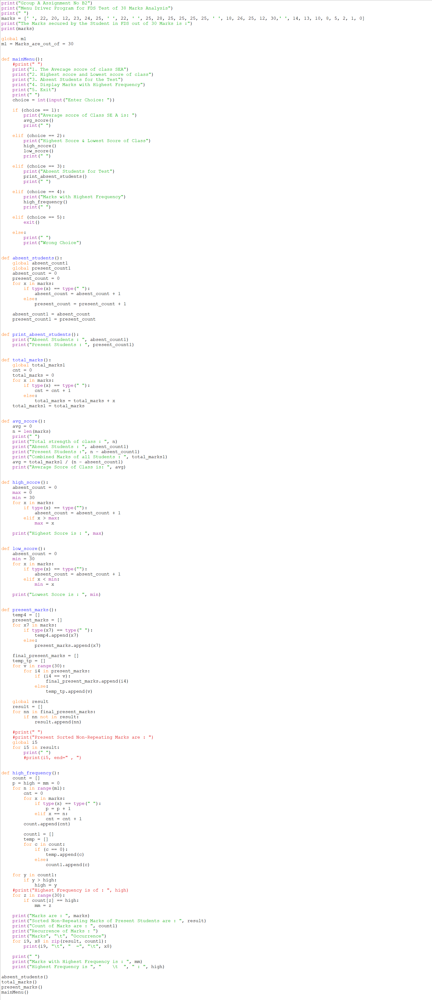 print("Group A Assignment No B2")
print("Menu Driver Program for FDS Test of 38 Marks Analysis")
print(" ")
marks = [' ', 22, 20, 12, 23, 24, 25, ' ', 22, ' ', 25, 28, 25, 25, 25, 25, ' ', 18, 26, 25, 12, 30,' ', 14, 13, 10, 8, 5, 2, 1, 0]
print("The Marks secured by the Student in FDS out of 30 Marks is :")
print(marks)

global m1
m1 = Marks_are_out_of = 30


def mainMenu():
    #print(" ")
    print("1. The Average score of class SEA")
    print("2. Highest score and Lowest score of class")
    print("3. Absent Students for the Test")
    print("4. Display Marks with Highest Frequency")
    print("5. Exit")
    print(" ")
    choice = int(input("Enter Choice: "))

    if (choice == 1):
        print("Average score of Class SE A is: ")
        avg_score()
        print(" ")

    elif (choice == 2):
        print("Highest Score & Lowest Score of Class")
        high_score()
        low_score()
        print(" ")

    elif (choice == 3):
        print("Absent Students for Test")
        print_absent_students()
        print(" ")

    elif (choice == 4):
        print("Marks with Highest Frequency")
        high_frequency()
        print(" ")

    elif (choice == 5):
        exit()

    else:
        print(" ")
        print("Wrong Choice")


def absent_students():
    global absent_count1
    global present_count1
    absent_count = 0
    present_count = 0
    for x in marks:
        if type(x) == type(" "):
            absent_count = absent_count + 1
        else:
            present_count = present_count + 1

    absent_count1 = absent_count
    present_count1 = present_count


def print_absent_students():
    print("Absent Students : ", absent_count1)
    print("Present Students : ", present_count1)


def total_marks():
    global total_marks1
    cnt = 0
    total_marks = 0
    for x in marks:
        if type(x) == type(" "):
            cnt = cnt + 1
        else:
            total_marks = total_marks + x
    total_marks1 = total_marks


def avg_score():
    avg = 0
    n = len(marks)
    print(" ")
    print("Total strength of class : ", n)
    print("Absent Students : ", absent_count1)
    print("Present Students :", n - absent_count1)
    print("Combined Marks of all Students : ", total_marks1)
    avg = total_marks1 / (n - absent_count1)
    print("Average Score of Class is: ", avg)


def high_score():
    absent_count = 0
    max = 0
    min = 30
    for x in marks:
        if type(x) == type(""):
            absent_count = absent_count + 1
        elif x > max:
            max = x

    print("Highest Score is : ", max)


def low_score():
    absent_count = 0
    min = 30
    for x in marks:
        if type(x) == type(""):
            absent_count = absent_count + 1
        elif x < min:
            min = x

    print("Lowest Score is : ", min)


def present_marks():
    temp4 = []
    present_marks = []
    for x7 in marks:
        if type(x7) == type(" "):
            temp4.append(x7)
        else:
            present_marks.append(x7)

    final_present_marks = []
    temp_tp = []
    for v in range(30):
        for i4 in present_marks:
            if (i4 == v):
                final_present_marks.append(i4)
            else:
                temp_tp.append(v)

    global result
    result = []
    for nn in final_present_marks:
        if nn not in result:
            result.append(nn)

    #print(" ")
    #print("Present Sorted Non-Repeating Marks are : ")
    global i5
    for i5 in result:
        print(" ")
        #print(i5, end=" , ")


def high_frequency():
    count = []
    p = high = mm = 0
    for n in range(m1):
        cnt = 0
        for x in marks:
            if type(x) == type(" "):
                p = p + 1
            elif x == n:
                cnt = cnt + 1
        count.append(cnt)

        count1 = []
        temp = []
        for c in count:
            if (c == 0):
                temp.append(c)
            else:
                count1.append(c)

    for y in count1:
        if y > high:
            high = y
    #print("Highest Frequency is of : ", high)
    for z in range(30):
        if count[z] == high:
            mm = z

    print("Marks are : ", marks)
    print("Sorted Non-Repeating Marks of Present Students are : ", result)
    print("Count of Marks are : ", count1)
    print("Recurrence of Marks : ")
    print("Marks", "\t", "Occurrence")
    for i9, x8 in zip(result, count1):
        print(i9, "\t", "  =", "\t", x8)

    print(" ")
    print("Marks with Highest Frequency is : ", mm)
    print("Highest Frequency is ", "    \t  ", " : ", high)

absent_students()
total_marks()
present_marks()
mainMenu()